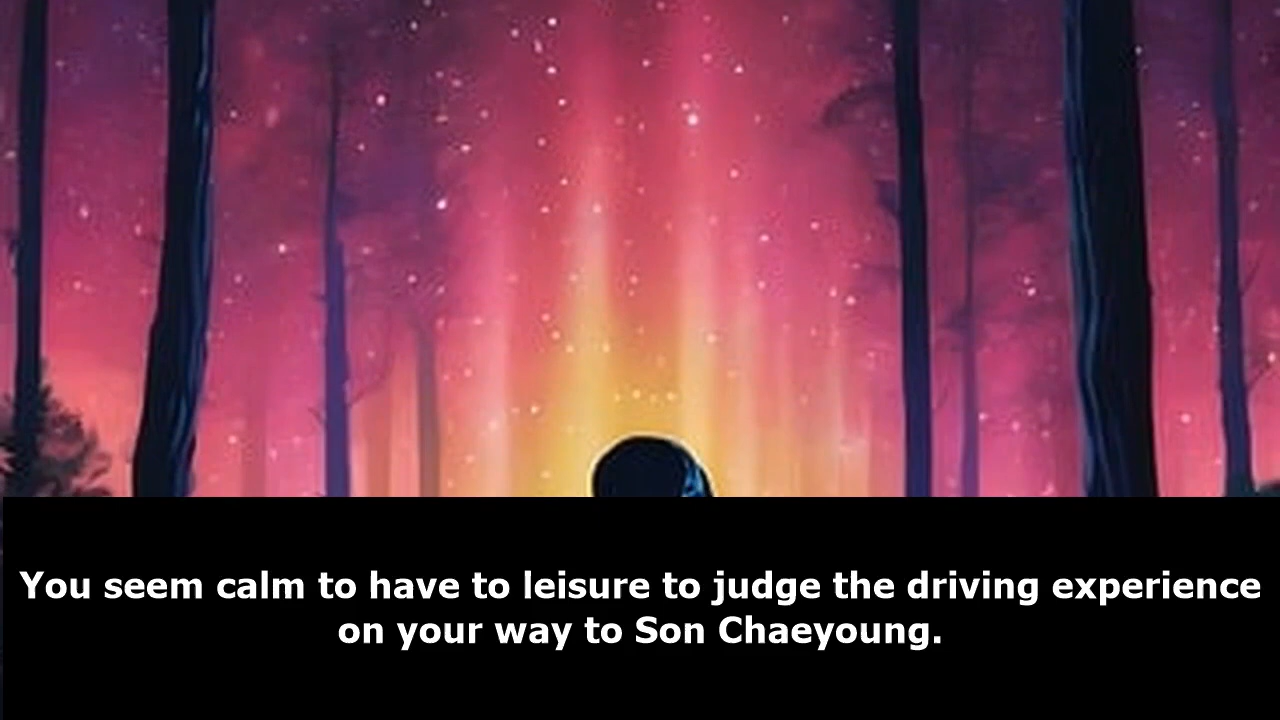 You seem calm to have to leisure to judge the driving experience
on your way to Son Chaeyoung.